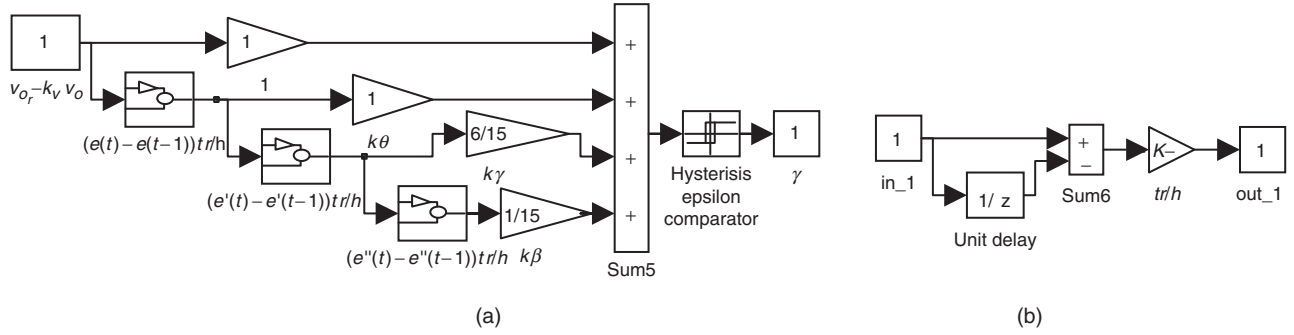 1
v_{o_r} – k_v v_o
1
+
(e(t) – e(t–1)) tr/h
1
1
+
(e'(t) – e'(t–1)) tr/h
kθ
6/15
+
kγ
(e''(t) – e''(t–1)) tr/h
1/15
+
kβ
Sum5
Hysterisis
epsilon
comparator
1
γ
(a)
1
in_1
1/z
Unit delay
+
–
Sum6
K–
tr/h
1
out_1
(b)